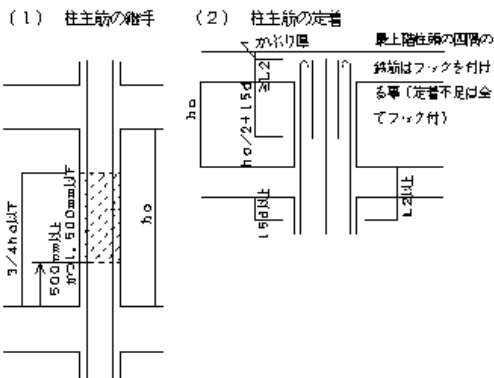 (1) 柱主筋の継手
(2) 柱主筋の定着
かぶり厚
最上階柱頭の四隅の
鉄筋はフックを付け
る事(定着不足は全
てフック付)
ho
ho/2+15d
≧L2
15d以上
L2以上
3/4ho以下
500mm以上
かつ1.500mm以下
ho